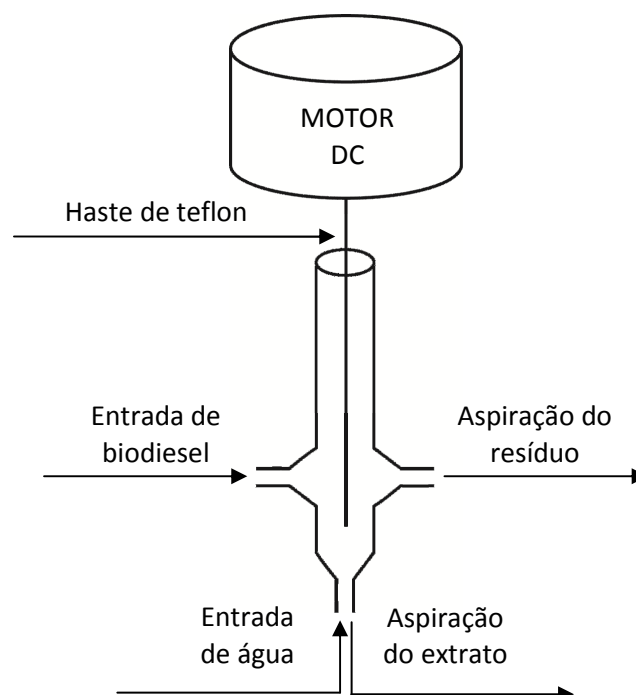 MOTOR
DC
Haste de teflon
Entrada de
biodiesel
Aspiração do
resíduo
Entrada
de água
Aspiração
do extrato